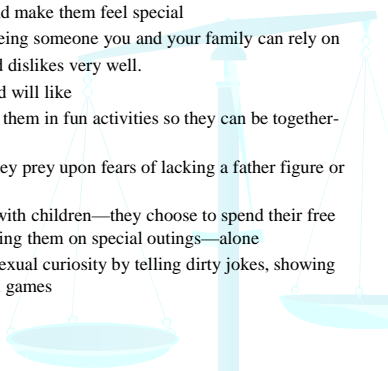 d make them feel special
eing someone you and your family can rely on
d dislikes very well.
d will like
them in fun activities so they can be together-
ey prey upon fears of lacking a father figure or
with children—they choose to spend their free
ing them on special outings—alone
exual curiosity by telling dirty jokes, showing
games